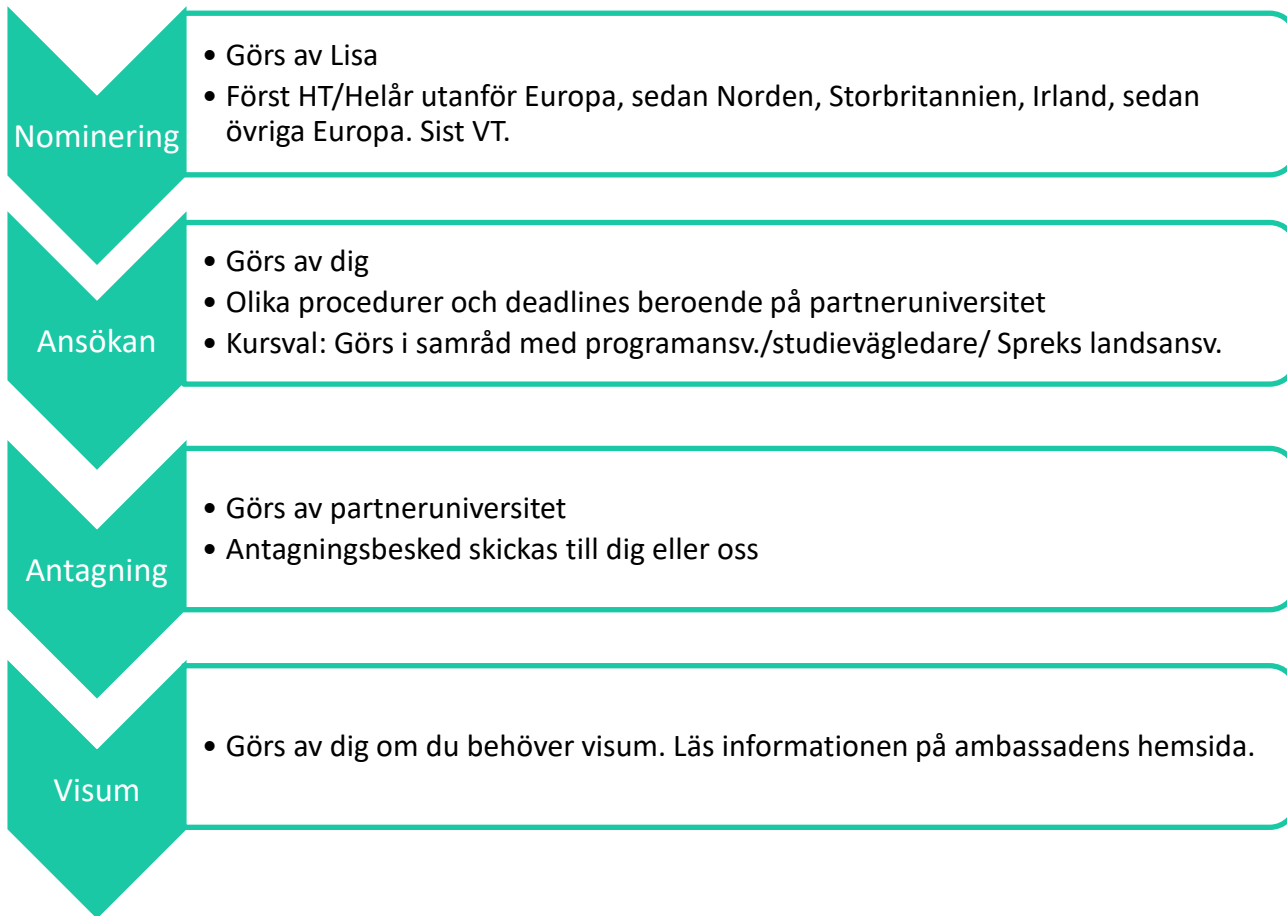 Nominering
• Görs av Lisa
• Först HT/Helår utanför Europa, sedan Norden, Storbritannien, Irland, sedan
övriga Europa. Sist VT.
Ansökan
• Görs av dig
• Olika procedurer och deadlines beroende på partneruniversitet
• Kursval: Görs i samråd med programansv./studievägledare/ Spreks landsansv.
Antagning
• Görs av partneruniversitet
• Antagningsbesked skickas till dig eller oss
Visum
• Görs av dig om du behöver visum. Läs informationen på ambassadens hemsida.